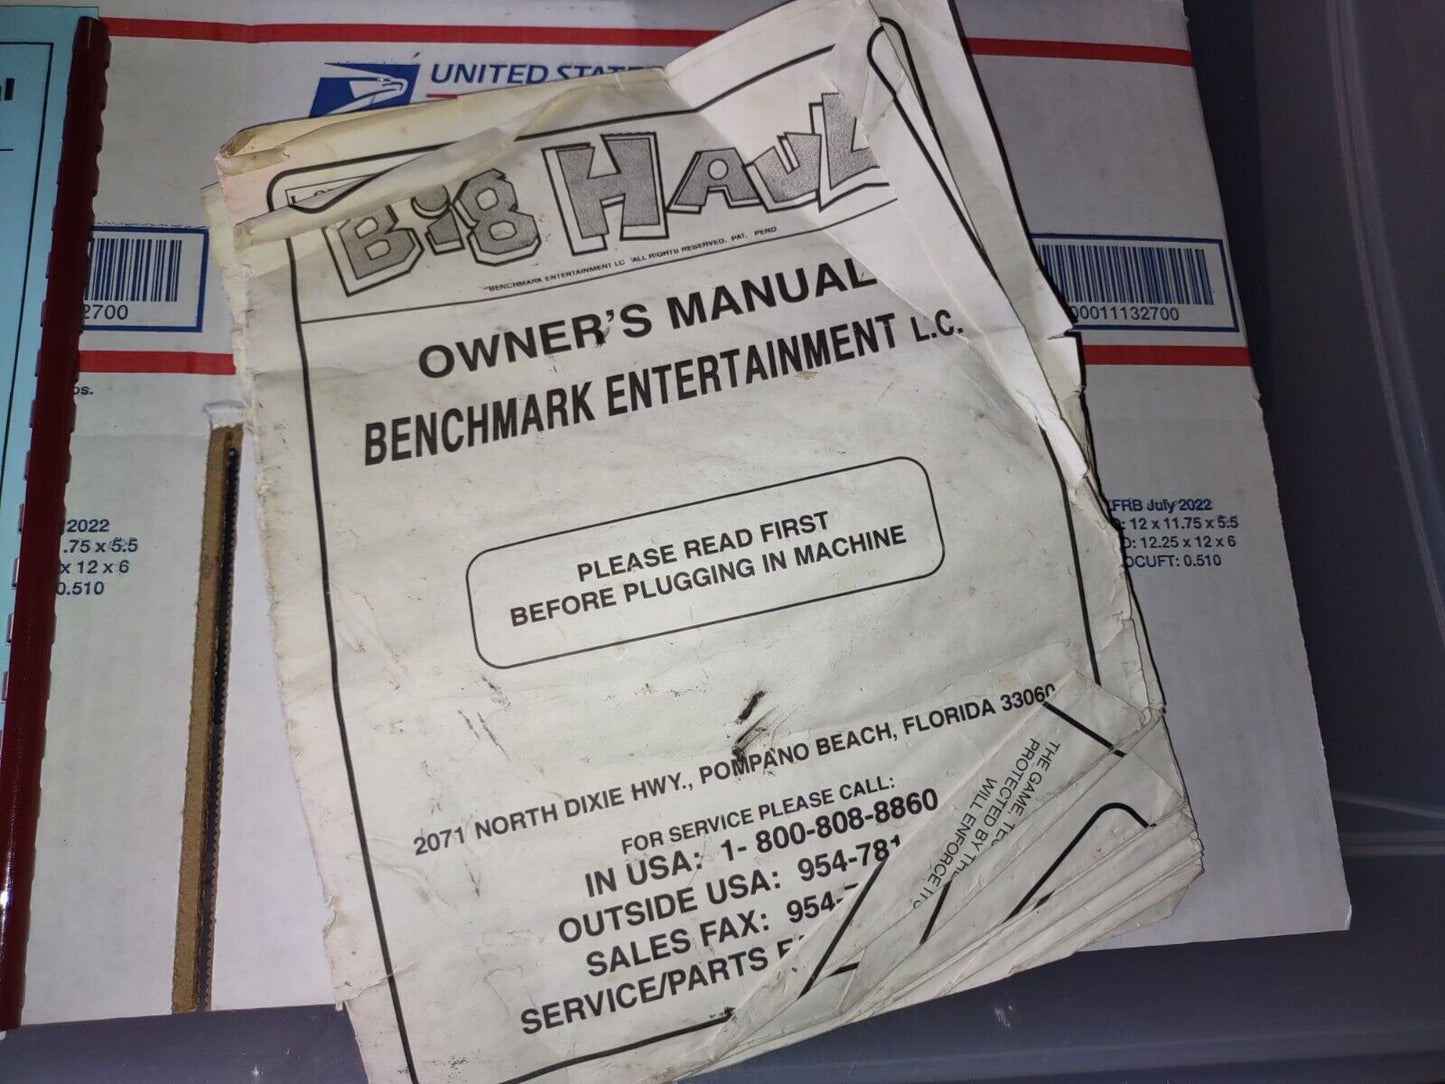 UNITED STATE
BIG HAUL
BENCHMARK ENTERTAINMENT LC ALL RIGHTS RESERVED. PAT. PEND
OWNER'S MANUAL
BENCHMARK ENTERTAINMENT L.C.
PLEASE READ FIRST
BEFORE PLUGGING IN MACHINE
2071 NORTH DIXIE HWY., POMPANO BEACH, FLORIDA 33060
FOR SERVICE PLEASE CALL:
IN USA: 1- 800-808-8860
OUTSIDE USA: 954-781
SALES FAX: 954-
SERVICE/PARTS
THE GAME,
PROTECTED BY
WILL ENFORCE
2700
00011132700
2022
.75 x 5.5
x 12 x 6
0.510
FRB July 2022
: 12 x 11.75 x 5.5
: 12.25 x 12 x 6
OCUFT: 0.510